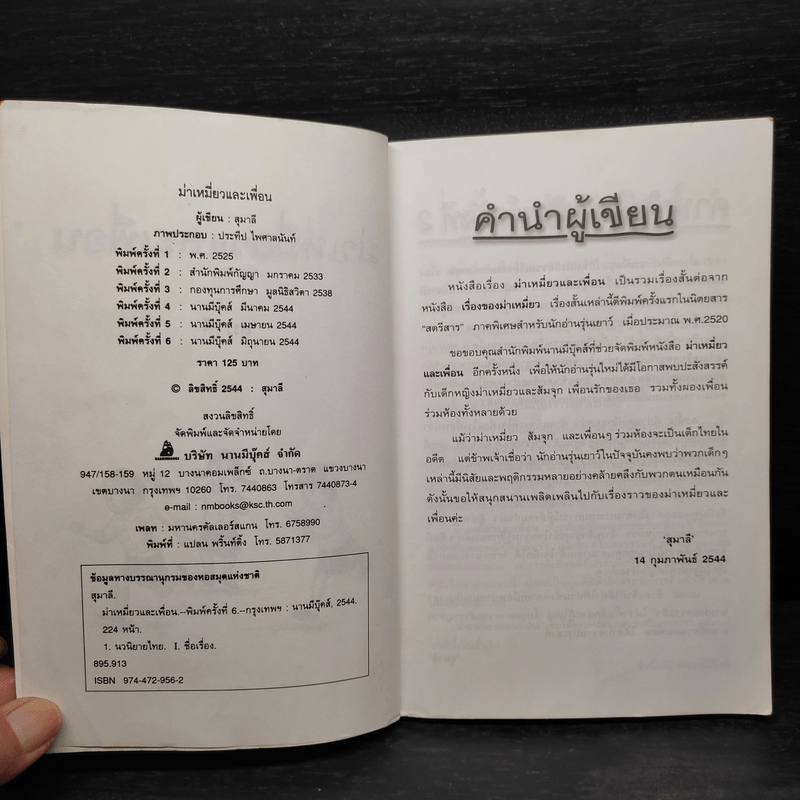 ม่าเหมี่ยวและเพื่อน
ผู้เขียน : สุมาลี
ภาพประกอบ : ประทีป ไพศาลนันท์
พิมพ์ครั้งที่ 1 : พ.ศ. 2525
พิมพ์ครั้งที่ 2 : สำนักพิมพ์กัญญา มกราคม 2533
พิมพ์ครั้งที่ 3 : กองทุนการศึกษา มูลนิธิสวิตา 2538
พิมพ์ครั้งที่ 4 : นานมีบุ๊คส์ มีนาคม 2544
พิมพ์ครั้งที่ 5 : นานมีบุ๊คส์ เมษายน 2544
พิมพ์ครั้งที่ 6 : นานมีบุ๊คส์ มิถุนายน 2544
ราคา 125 บาท
© ลิขสิทธิ์ 2544 : สุมาลี
สงวนลิขสิทธิ์
จัดพิมพ์และจัดจำหน่ายโดย
บริษัท นานมีบุ๊คส์ จำกัด
947/158-159 หมู่ 12 บางนาคอมเพล็กซ์ ถ.บางนา-ตราด แขวงบางนา
เขตบางนา กรุงเทพฯ 10260 โทร. 7440863 โทรสาร 7440873-4
e-mail : nmbooks@ksc.th.com
เพลท : มหานครคัลเลอร์สแกน โทร. 6758990
พิมพ์ที่ : แปลน พริ้นท์ติ้ง โทร. 5871377
ข้อมูลทางบรรณานุกรมของหอสมุดแห่งชาติ
สุมาลี.
ม่าเหมี่ยวและเพื่อน.--พิมพ์ครั้งที่ 6.--กรุงเทพฯ : นานมีบุ๊คส์, 2544.
224 หน้า.
1. นวนิยายไทย. I. ชื่อเรื่อง.
895.913
ISBN 974-472-956-2
คำนำผู้เขียน
หนังสือเรื่อง ม่าเหมี่ยวและเพื่อน เป็นรวมเรื่องสั้นต่อจาก
หนังสือ เรื่องของม่าเหมี่ยว เรื่องสั้นเหล่านี้ตีพิมพ์ครั้งแรกในนิตยสาร
"สตรีสาร" ภาคพิเศษสำหรับนักอ่านรุ่นเยาว์ เมื่อประมาณ พ.ศ.2520
ขอขอบคุณสำนักพิมพ์นานมีบุ๊คส์ที่ช่วยจัดพิมพ์หนังสือ ม่าเหมี่ยว
และเพื่อน อีกครั้งหนึ่ง เพื่อให้นักอ่านรุ่นใหม่ได้มีโอกาสพบปะสังสรรค์
กับเด็กหญิงม่าเหมี่ยวและส้มจุก เพื่อนรักของเธอ รวมทั้งผองเพื่อน
ร่วมห้องทั้งหลายด้วย
แม้ว่าม่าเหมี่ยว ส้มจุก และเพื่อนๆ ร่วมห้องจะเป็นเด็กไทยใน
อดีต แต่ข้าพเจ้าเชื่อว่า นักอ่านรุ่นเยาว์ในปัจจุบันคงพบว่าพวกเด็กๆ
เหล่านี้มีนิสัยและพฤติกรรมหลายอย่างคล้ายคลึงกับพวกตนเหมือนกัน
ดังนั้นขอให้สนุกสนานเพลิดเพลินไปกับเรื่องราวของม่าเหมี่ยวและ
เพื่อนค่ะ
'สุมาลี'
14 กุมภาพันธ์ 2544